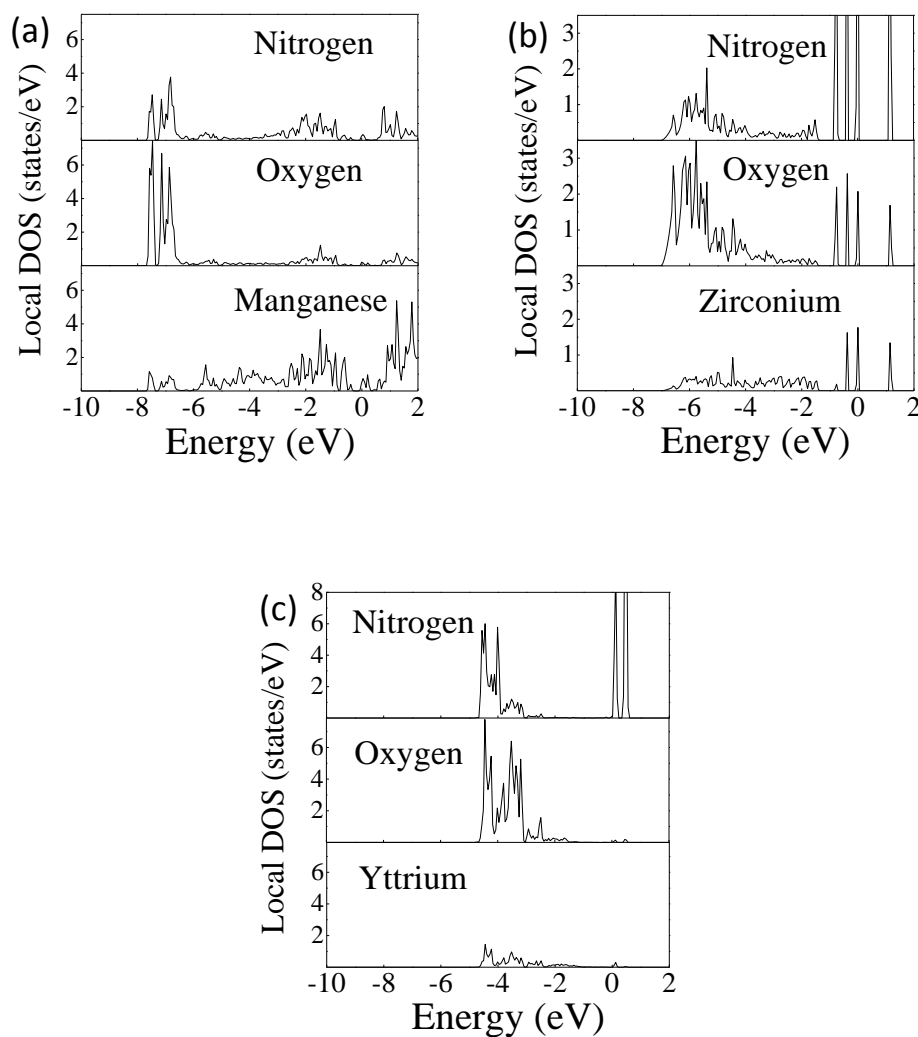 (a)
Nitrogen
Oxygen
Manganese
6
4
2
6
4
2
6
4
2
-10 -8 -6 -4 -2 0 2
Energy (eV)
Local DOS (states/eV)
(b)
Nitrogen
Oxygen
Zirconium
3
2
1
3
2
1
3
2
1
-10 -8 -6 -4 -2 0 2
Energy (eV)
Local DOS (states/eV)
(c)
Nitrogen
Oxygen
Yttrium
8
6
4
2
6
4
2
6
4
2
-10 -8 -6 -4 -2 0 2
Energy (eV)
Local DOS (states/eV)